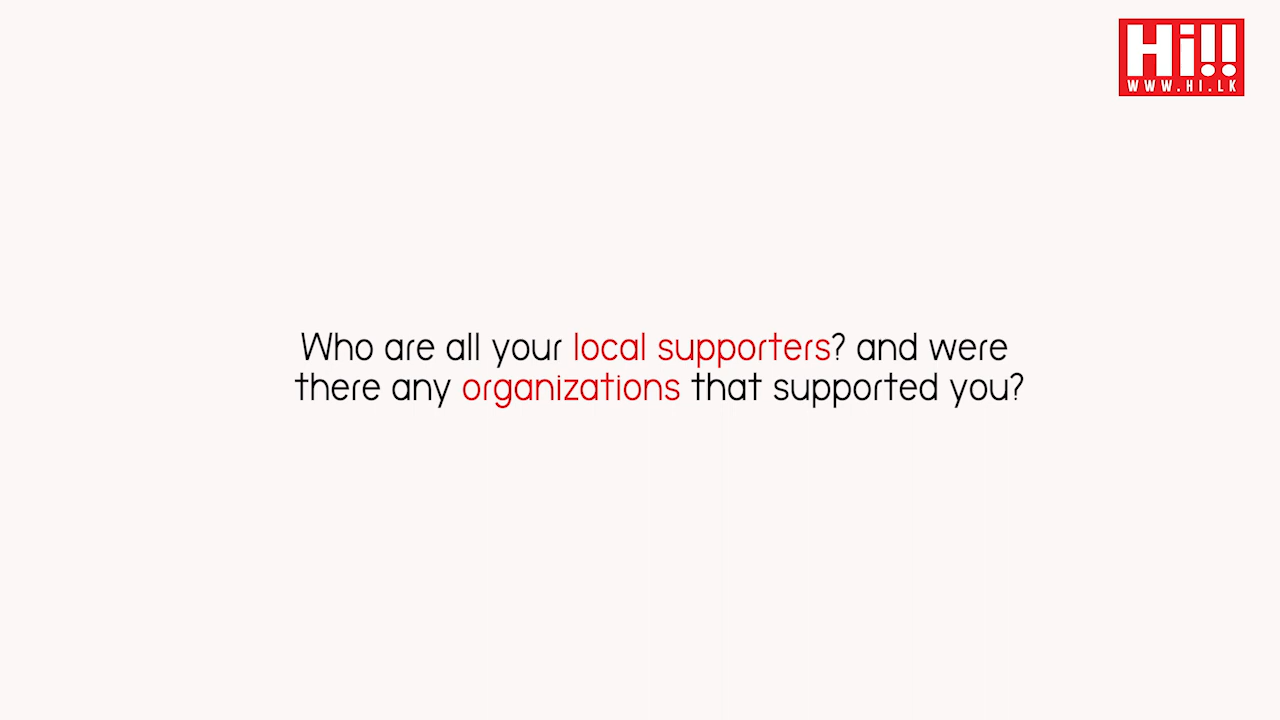 Hi!!
WWW.HI.LK
Who are all your local supporters? and were
there any organizations that supported you?